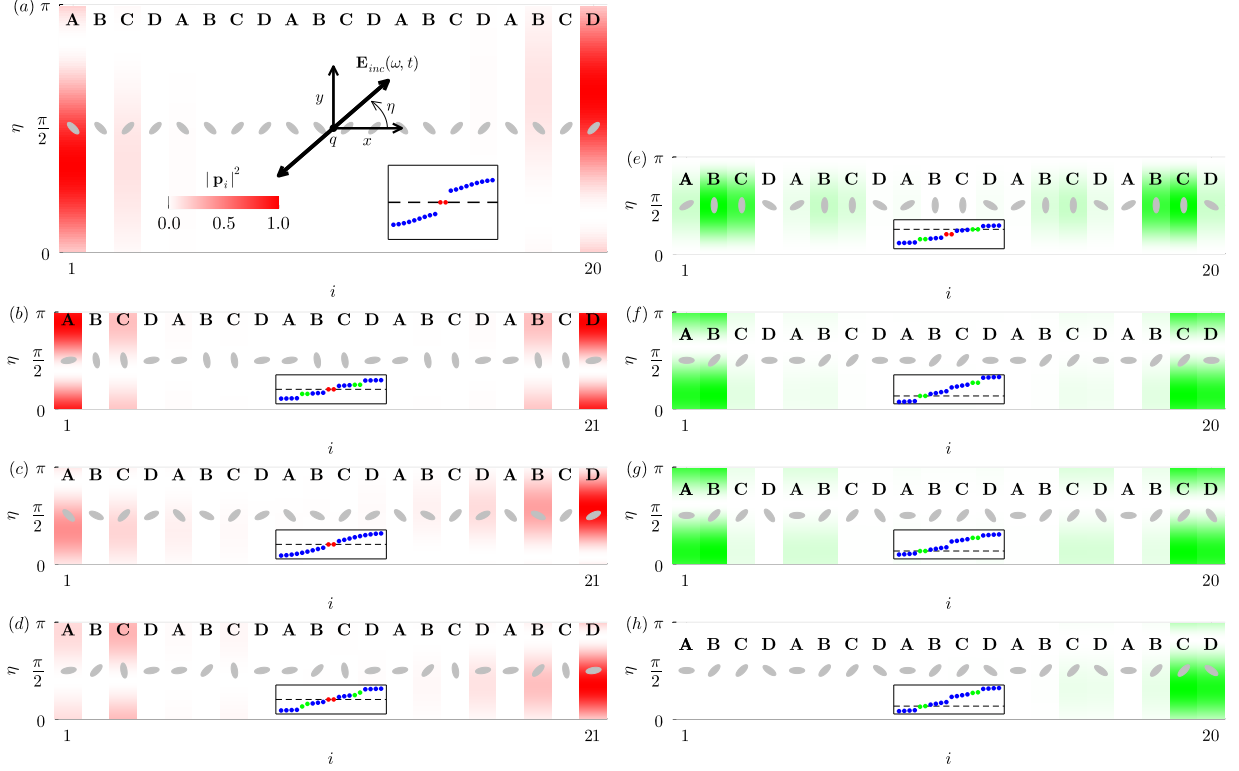 (a) π
A B C D A B C D A B C D A B C D A B C D
E_inc(ω, t)
y
η
η π/2
q x
|p_i|²
0.0 0.5 1.0
0
1 20
i
(b) π
A B C D A B C D A B C D A B C D A B C D
η π/2
0
1 21
i
(c) π
A B C D A B C D A B C D A B C D A B C D
η π/2
0
1 21
i
(d) π
A B C D A B C D A B C D A B C D A B C D
η π/2
0
1 21
i
(e) π
A B C D A B C D A B C D A B C D A B C D
η π/2
0
1 20
i
(f) π
A B C D A B C D A B C D A B C D A B C D
η π/2
0
1 20
i
(g) π
A B C D A B C D A B C D A B C D A B C D
η π/2
0
1 20
i
(h) π
A B C D A B C D A B C D A B C D A B C D
η π/2
0
1 20
i